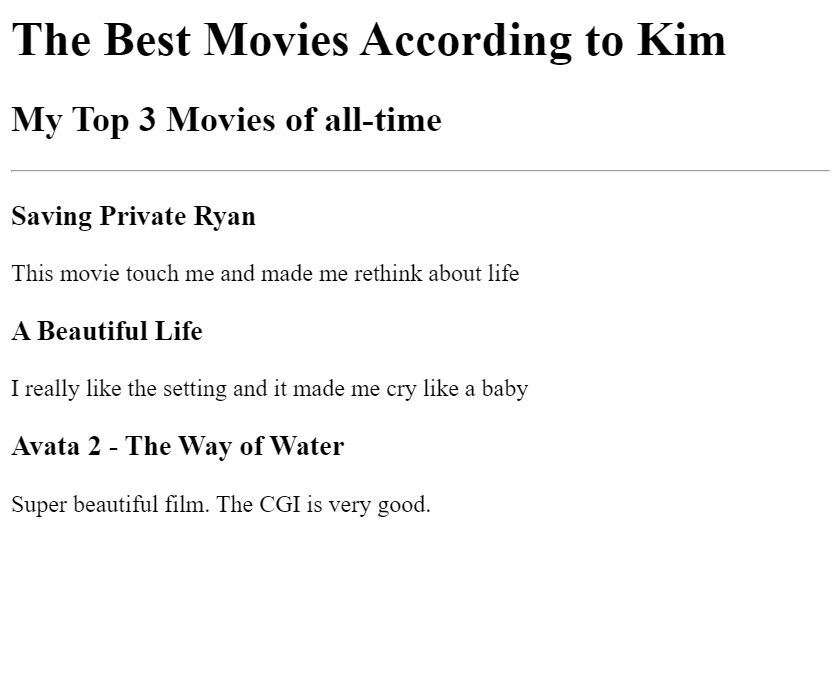 The Best Movies According to Kim
My Top 3 Movies of all-time
Saving Private Ryan
This movie touch me and made me rethink about life
A Beautiful Life
I really like the setting and it made me cry like a baby
Avata 2 - The Way of Water
Super beautiful film. The CGI is very good.